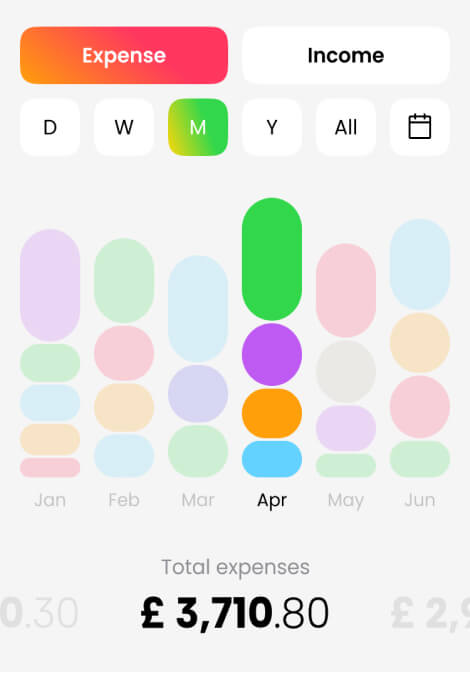 Expense Income
D W M Y All
Jan Feb Mar Apr May Jun
Total expenses
0.30 £ 3,710.80 £ 2,9